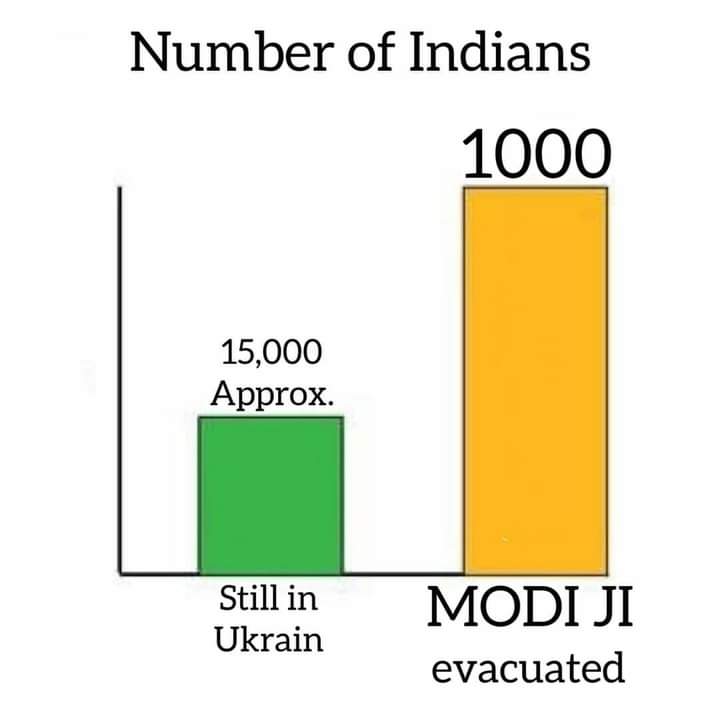 Number of Indians
1000
15,000
Approx.
Still in
Ukrain
MODI JI
evacuated